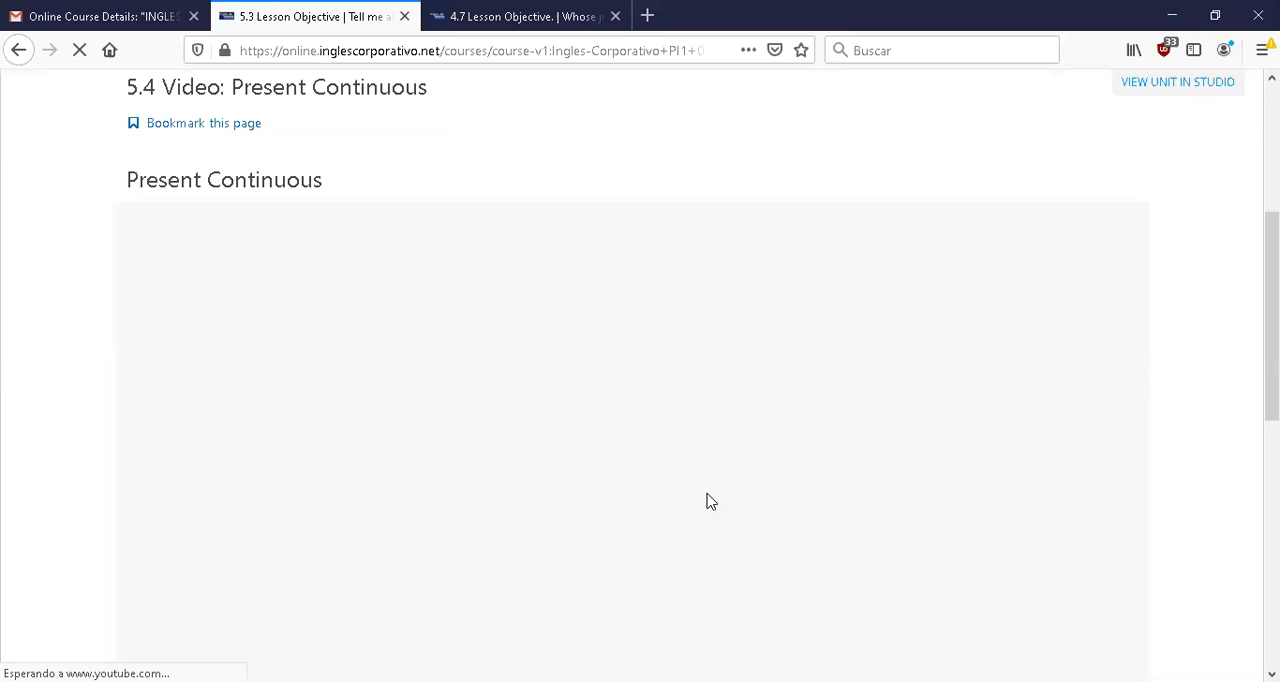 Online Course Details: "INGLES
5.3 Lesson Objective | Tell me a
4.7 Lesson Objective. | Whose j
https://online.inglescorporativo.net/courses/course-v1:Ingles-Corporativo+PI1+0
Buscar
33
5.4 Video: Present Continuous
VIEW UNIT IN STUDIO
Bookmark this page
Present Continuous
Esperando a www.youtube.com...